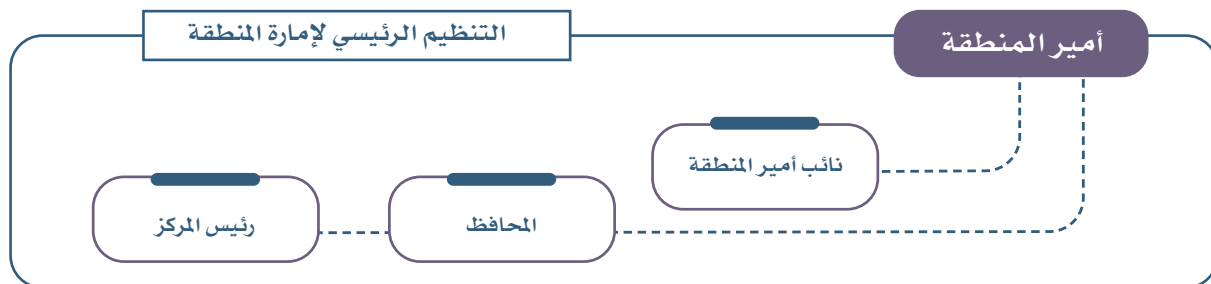 أمير المنطقة
التنظيم الرئيسي لإمارة المنطقة
نائب أمير المنطقة
المحافظ
رئيس المركز